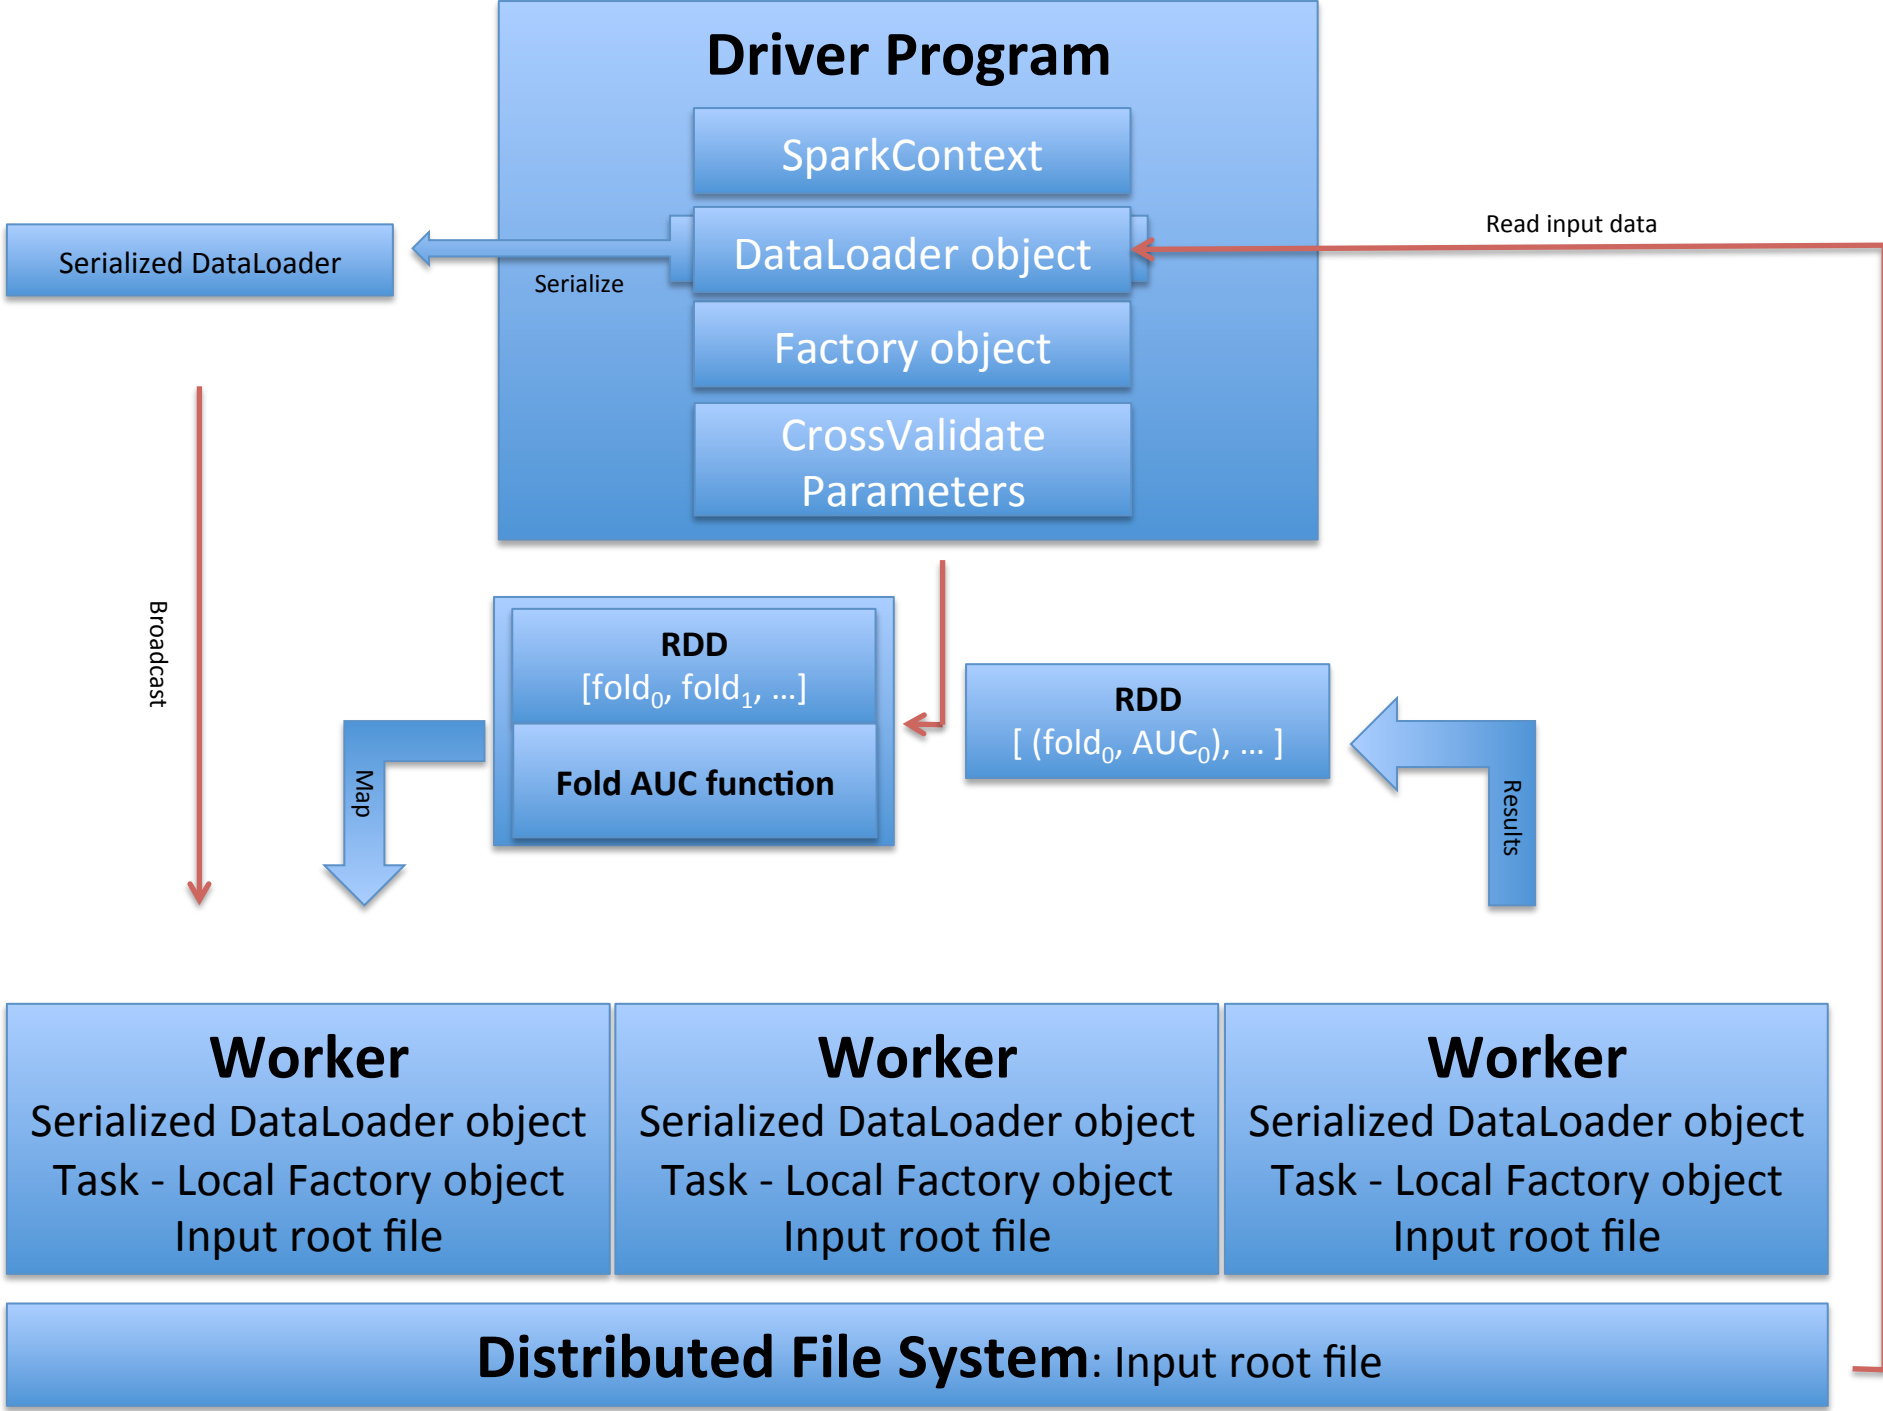 Driver Program
SparkContext
Read input data
DataLoader object
Serialized DataLoader
Serialize
Factory object
CrossValidate
Parameters
Broadcast
RDD
[fold₀, fold₁, ...]
Fold AUC function
Map
RDD
[ (fold₀, AUC₀), ... ]
Results
Worker
Serialized DataLoader object
Task - Local Factory object
Input root file
Worker
Serialized DataLoader object
Task - Local Factory object
Input root file
Worker
Serialized DataLoader object
Task - Local Factory object
Input root file
Distributed File System: Input root file